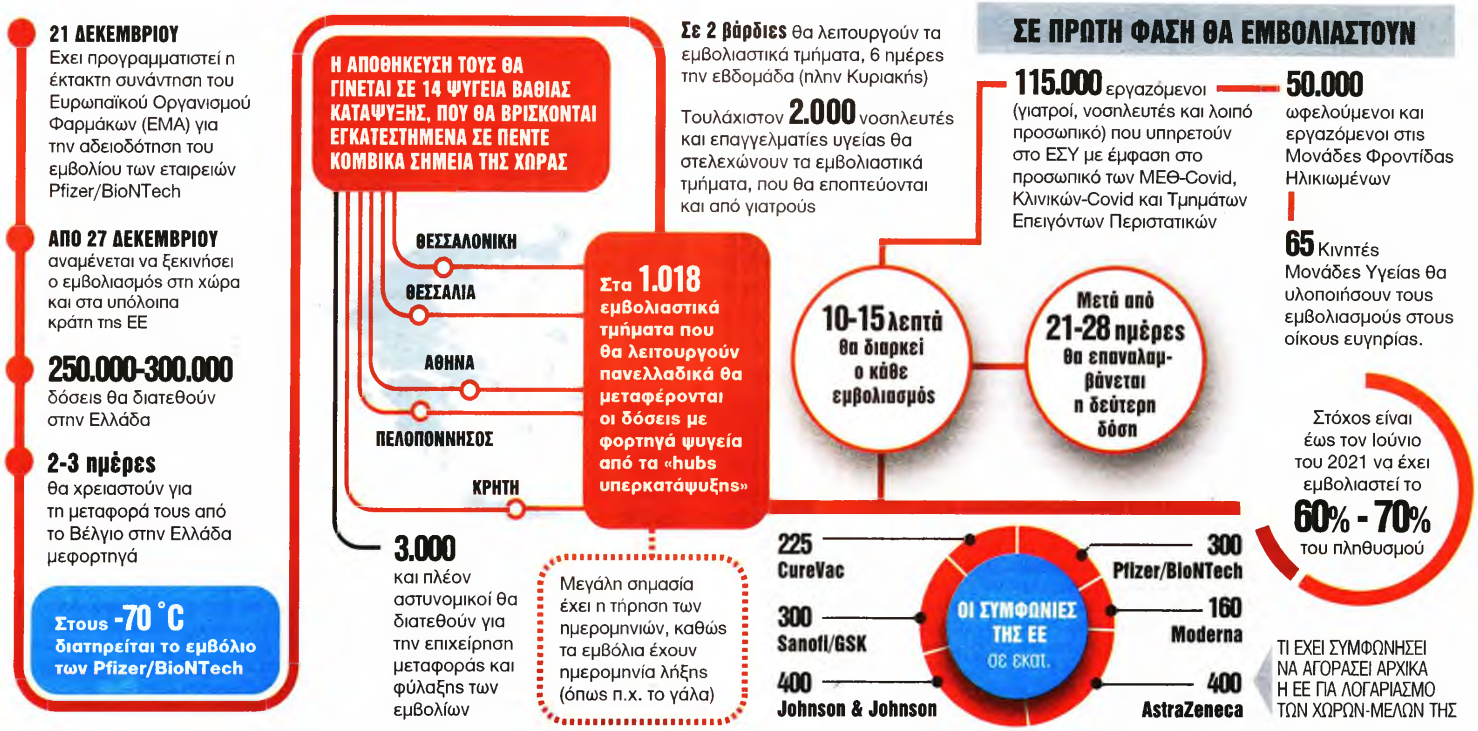 21 ΔΕΚΕΜΒΡΙΟΥ
Εχει προγραμματιστεί η
έκτακτη συνάντηση του
Ευρωπαϊκού Οργανισμού
Φαρμάκων (ΕΜΑ) για
την αδειοδότηση του
εμβολίου των εταιρειών
Pfizer/BioNTech
ΑΠΟ 27 ΔΕΚΕΜΒΡΙΟΥ
αναμένεται να ξεκινήσει
ο εμβολιασμός στη χώρα
και στα υπόλοιπα
κράτη της ΕΕ
250.000-300.000
δόσεις θα διατεθούν
στην Ελλάδα
2-3 ημέρες
θα χρειαστούν για
τη μεταφορά τους από
το Βέλγιο στην Ελλάδα
μεφορτηγά
Στους -70 °C
διατηρείται το εμβόλιο
των Pfizer/BioNTech
Η ΑΠΟΘΗΚΕΥΣΗ ΤΟΥΣ ΘΑ
ΓΙΝΕΤΑΙ ΣΕ 14 ΨΥΓΕΙΑ ΒΑΘΙΑΣ
ΚΑΤΑΨΥΞΗΣ, ΠΟΥ ΘΑ ΒΡΙΣΚΟΝΤΑΙ
ΕΓΚΑΤΕΣΤΗΜΕΝΑ ΣΕ ΠΕΝΤΕ
ΚΟΜΒΙΚΑ ΣΗΜΕΙΑ ΤΗΣ ΧΩΡΑΣ
ΘΕΣΣΑΛΟΝΙΚΗ
ΘΕΣΣΑΛΙΑ
ΑΘΗΝΑ
ΠΕΛΟΠΟΝΝΗΣΟΣ
ΚΡΗΤΗ
3.000
και πλέον
αστυνομικοί θα
διατεθούν για
την επιχείρηση
μεταφοράς και
φύλαξης των
εμβολίων
Σε 2 βάρδιες θα λειτουργούν τα
εμβολιαστικά τμήματα, 6 ημέρες
την εβδομάδα (πλην Κυριακής)
Τουλάχιστον 2.000 νοσηλευτές
και επαγγελματίες υγείας θα
στελεχώνουν τα εμβολιαστικά
τμήματα, που θα εποπτεύονται
και από γιατρούς
Στα 1.018
εμβολιαστικά
τμήματα που
θα λειτουργούν
πανελλαδικά θα
μεταφέρονται
οι δόσεις με
φορτηγά ψυγεία
από τα «hubs
υπερκατάψυξης»
Μεγάλη σημασία
έχει η τήρηση των
ημερομηνιών, καθώς
τα εμβόλια έχουν
ημερομηνία λήξης
(όπως π.χ. το γάλα)
ΣΕ ΠΡΩΤΗ ΦΑΣΗ ΘΑ ΕΜΒΟΛΙΑΣΤΟΥΝ
115.000 εργαζόμενοι
(γιατροί, νοσηλευτές και λοιπό
προσωπικό) που υπηρετούν
στο ΕΣΥ με έμφαση στο
προσωπικό των ΜΕΘ-Covid,
Κλινικών-Covid και Τμημάτων
Επειγόντων Περιστατικών
50.000
ωφελούμενοι και
εργαζόμενοι στις
Μονάδες Φροντίδας
Ηλικιωμένων
65 Κινητές
Μονάδες Υγείας θα
υλοποιήσουν τους
εμβολιασμούς στους
οίκους ευγηρίας.
10-15 λεπτά
θα διαρκεί
ο κάθε
εμβολιασμός
Μετά από
21-28 ημέρες
θα επαναλαμ-
βάνεται
η δεύτερη
δόση
Στόχος είναι
έως τον Ιούνιο
του 2021 να έχει
εμβολιαστεί το
60% - 70%
του πληθυσμού
ΟΙ ΣΥΜΦΩΝΙΕΣ
ΤΗΣ ΕΕ
σε εκατ.
225
CureVac
300
Sanofi/GSK
400
Johnson & Johnson
300
Pfizer/BioNTech
160
Moderna
400
AstraZeneca
ΤΙ ΕΧΕΙ ΣΥΜΦΩΝΗΣΕΙ
ΝΑ ΑΓΟΡΑΣΕΙ ΑΡΧΙΚΑ
Η ΕΕ ΓΙΑ ΛΟΓΑΡΙΑΣΜΟ
ΤΩΝ ΧΩΡΩΝ-ΜΕΛΩΝ ΤΗΣ